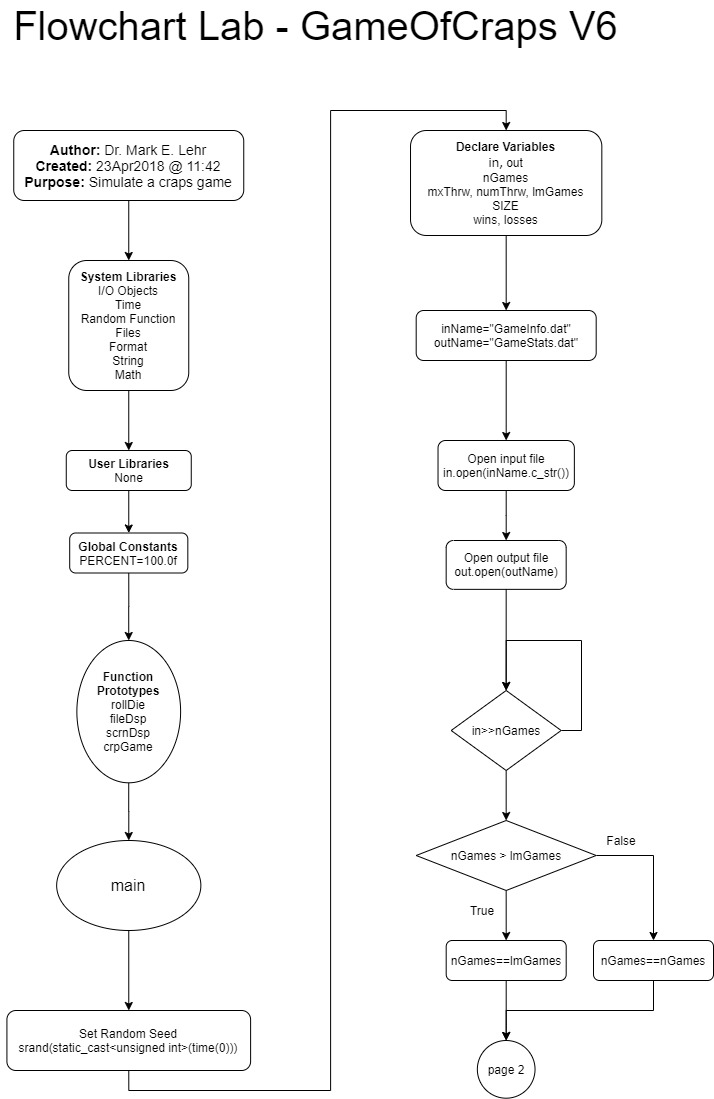 Flowchart Lab - GameOfCraps V6
Author: Dr. Mark E. Lehr
Created: 23Apr2018 @ 11:42
Purpose: Simulate a craps game
System Libraries
I/O Objects
Time
Random Function
Files
Format
String
Math
User Libraries
None
Global Constants
PERCENT=100.0f
Function
Prototypes
rollDie
fileDsp
scrnDsp
crpGame
main
Set Random Seed
srand(static_cast<unsigned int>(time(0)))
Declare Variables
in, out
nGames
mxThrw, numThrw, lmGames
SIZE
wins, losses
inName="GameInfo.dat"
outName="GameStats.dat"
Open input file
in.open(inName.c_str())
Open output file
out.open(outName)
in>>nGames
nGames > lmGames
False
True
nGames==lmGames
nGames==nGames
page 2